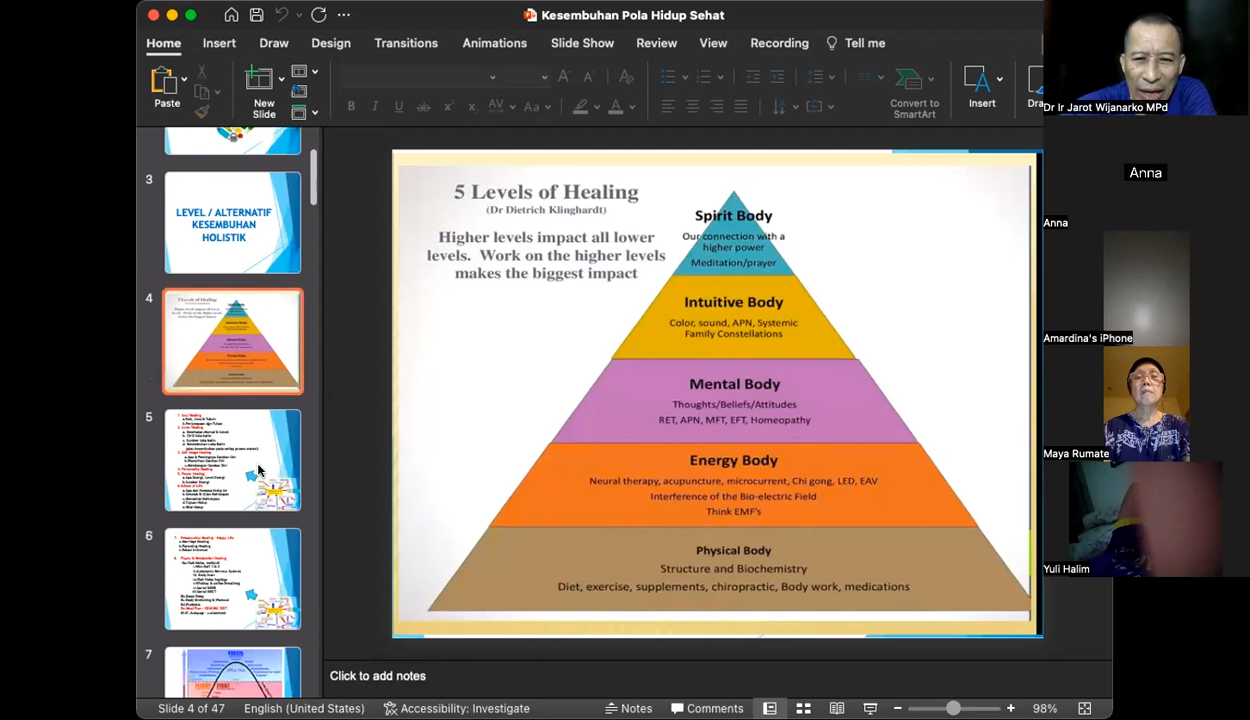 Kesembuhan Pola Hidup Sehat
Home Insert Draw Design Transitions Animations Slide Show Review View Recording Tell me
Paste
New
Slide
Convert to
SmartArt
Insert
3
LEVEL / ALTERNATIF
KESEMBUHAN
HOLISTIK
4
5
6
7
5 Levels of Healing
(Dr Dietrich Klinghardt)
Higher levels impact all lower
levels. Work on the higher levels
makes the biggest impact
Spirit Body
Our connection with a
higher power
Meditation/prayer
Intuitive Body
Color, sound, APN, Systemic
Family Constellations
Mental Body
Thoughts/Beliefs/Attitudes
RET, APN, MFT, EFT, Homeopathy
Energy Body
Neural therapy, acupuncture, microcurrent, Chi gong, LED, EAV
Interference of the Bio-electric Field
Think EMF's
Physical Body
Structure and Biochemistry
Diet, exercise, supplements, chiropractic, Body work, medications
Click to add notes
Slide 4 of 47 English (United States) Accessibility: Investigate Notes Comments 98%
Dr Ir Jarot Wijanarko MPd
Anna
Anna
Amardina's iPhone
Maya Rumate
Yuli Halim